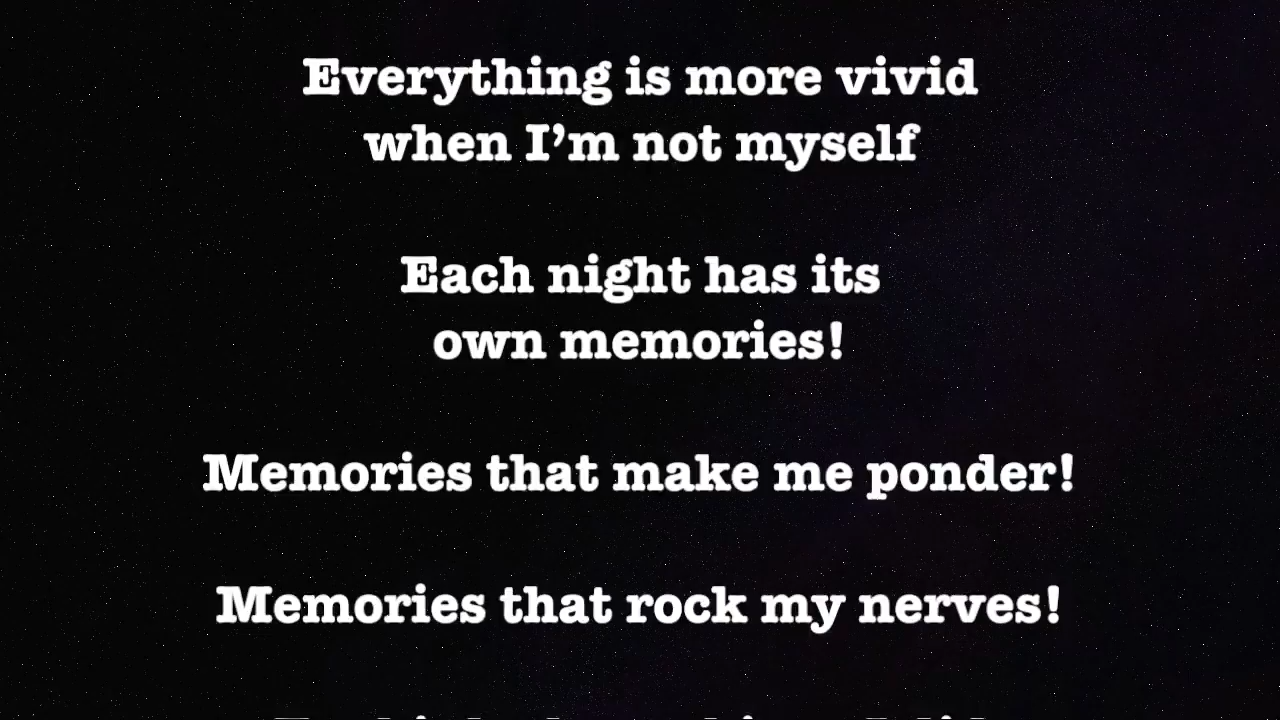 Everything is more vivid
when I’m not myself
Each night has its
own memories!
Memories that make me ponder!
Memories that rock my nerves!